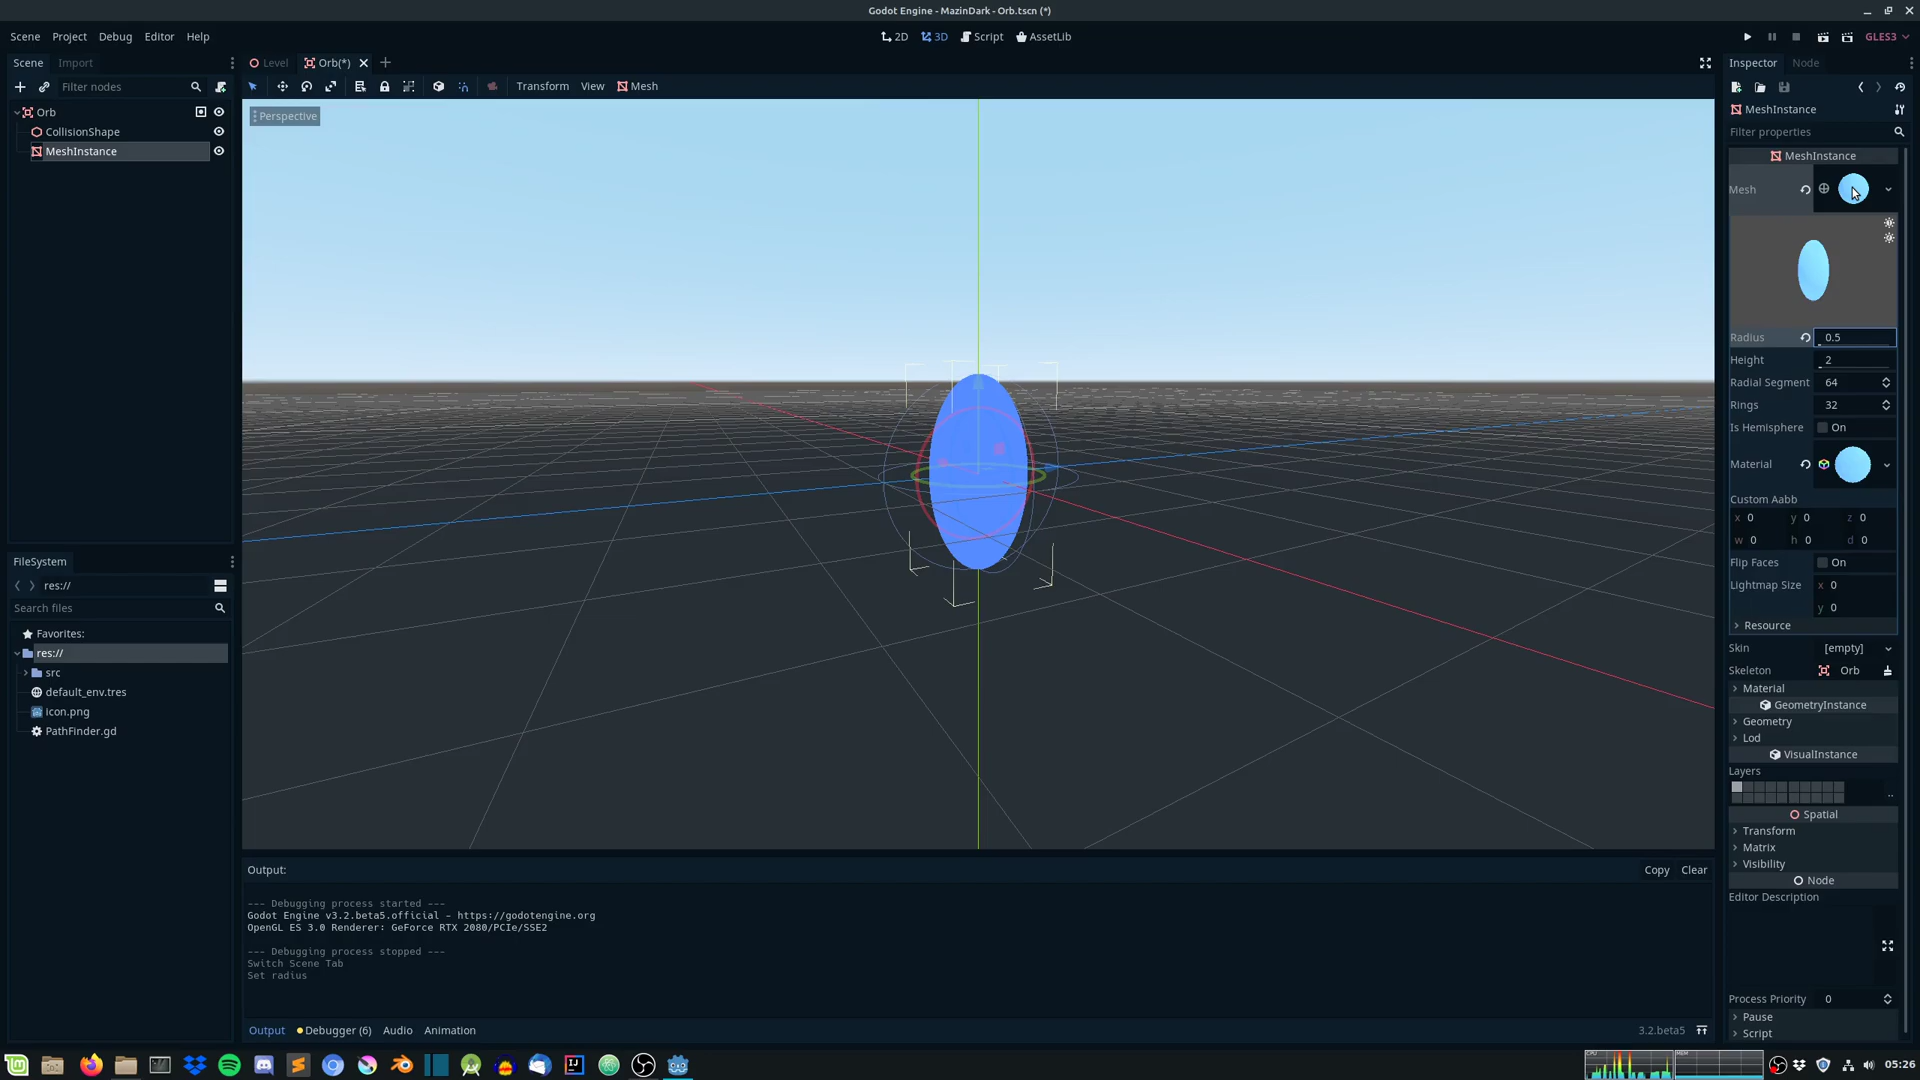 Godot Engine - MazinDark - Orb.tscn (*)
Scene Project Debug Editor Help
2D 3D Script AssetLib
GLES3
Scene Import
Level Orb(*)
Inspector Node
Filter nodes
Transform View Mesh
Orb
CollisionShape
MeshInstance
Perspective
MeshInstance
Filter properties
MeshInstance
Mesh
Radius 0.5
Height 2
Radial Segment 64
Rings 32
Is Hemisphere On
Material
Custom Aabb
x 0 y 0 z 0
w 0 h 0 d 0
Flip Faces On
Lightmap Size x 0
y 0
Resource
Skin [empty]
Skeleton Orb
Material
GeometryInstance
Geometry
Lod
VisualInstance
Layers
..
Spatial
Transform
Matrix
Visibility
Node
Editor Description
Process Priority 0
Pause
Script
FileSystem
res://
Search files
Favorites:
res://
src
default_env.tres
icon.png
PathFinder.gd
Output:
Copy Clear
--- Debugging process started ---
Godot Engine v3.2.beta5.official - https://godotengine.org
OpenGL ES 3.0 Renderer: GeForce RTX 2080/PCIe/SSE2
--- Debugging process stopped ---
Switch Scene Tab
Set radius
Output Debugger (6) Audio Animation
3.2.beta5
CPU MEM
05:26